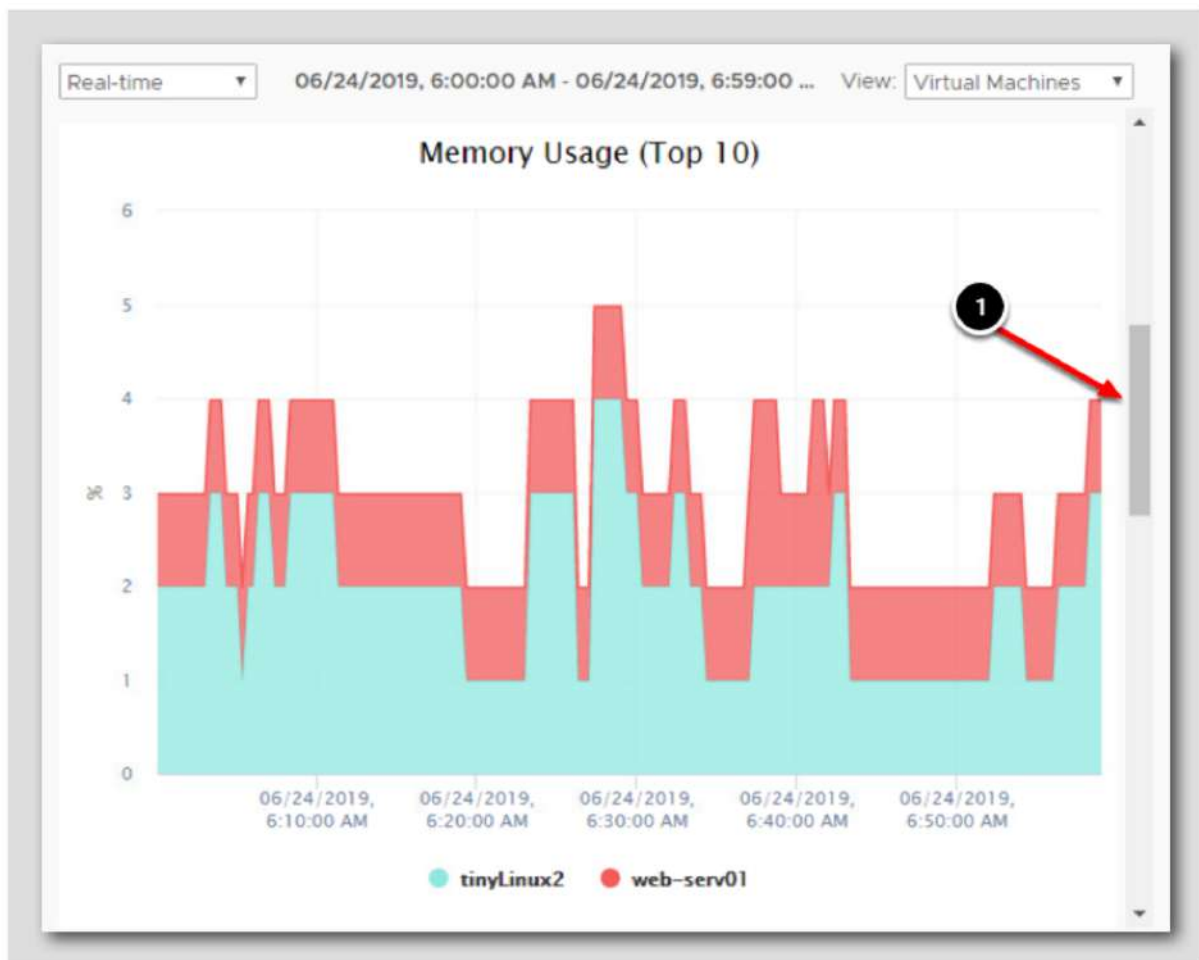 Real-time 06/24/2019, 6:00:00 AM - 06/24/2019, 6:59:00 ... View: Virtual Machines
Memory Usage (Top 10)
6
5
1
4
%
3
2
1
0
06/24/2019, 06/24/2019, 06/24/2019, 06/24/2019, 06/24/2019,
6:10:00 AM 6:20:00 AM 6:30:00 AM 6:40:00 AM 6:50:00 AM
tinyLinux2 web-serv01